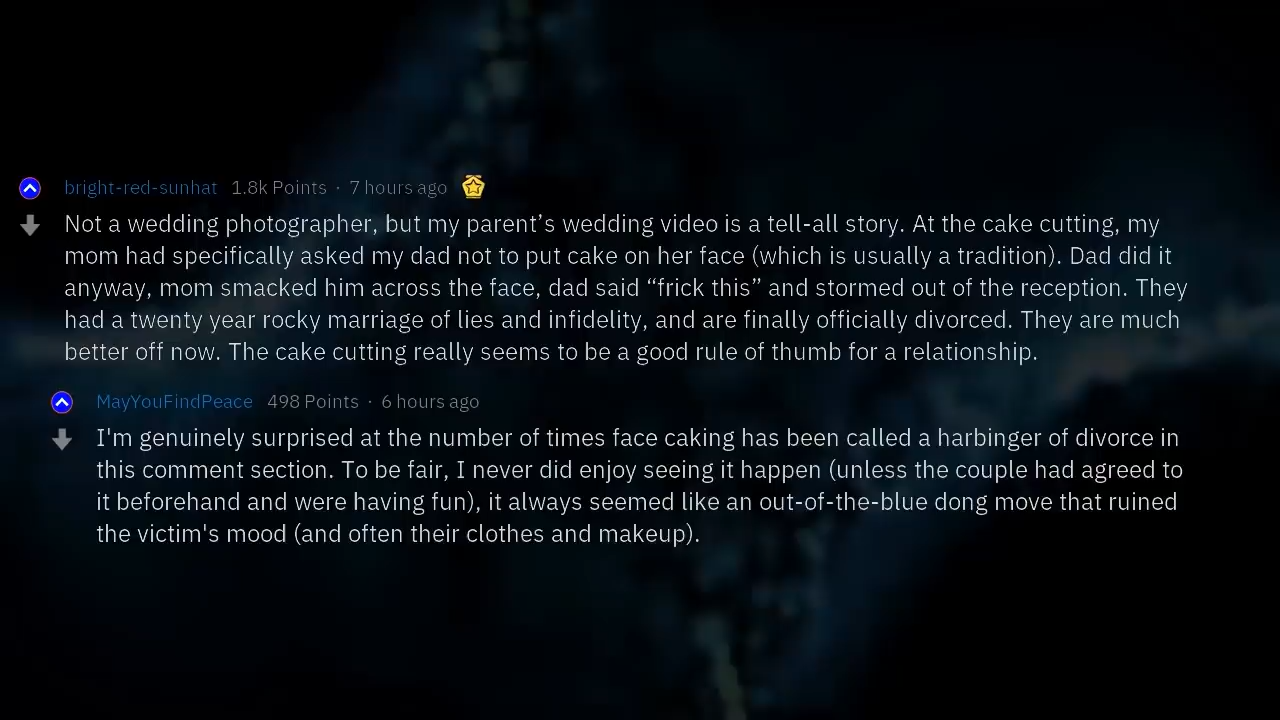 bright-red-sunhat 1.8k Points · 7 hours ago
Not a wedding photographer, but my parent’s wedding video is a tell-all story. At the cake cutting, my
mom had specifically asked my dad not to put cake on her face (which is usually a tradition). Dad did it
anyway, mom smacked him across the face, dad said “frick this” and stormed out of the reception. They
had a twenty year rocky marriage of lies and infidelity, and are finally officially divorced. They are much
better off now. The cake cutting really seems to be a good rule of thumb for a relationship.
MayYouFindPeace 498 Points · 6 hours ago
I'm genuinely surprised at the number of times face caking has been called a harbinger of divorce in
this comment section. To be fair, I never did enjoy seeing it happen (unless the couple had agreed to
it beforehand and were having fun), it always seemed like an out-of-the-blue dong move that ruined
the victim's mood (and often their clothes and makeup).